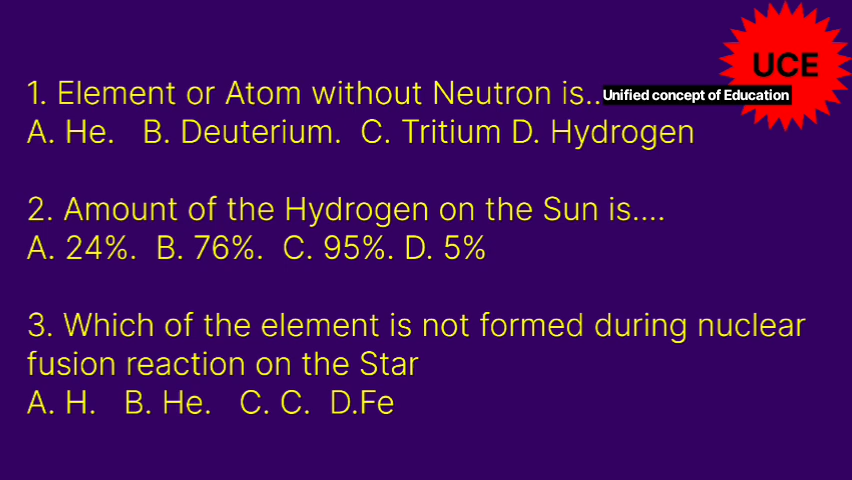 UCE
Unified concept of Education
1. Element or Atom without Neutron is..
A. He. B. Deuterium. C. Tritium D. Hydrogen
2. Amount of the Hydrogen on the Sun is....
A. 24%. B. 76%. C. 95%. D. 5%
3. Which of the element is not formed during nuclear
fusion reaction on the Star
A. H. B. He. C. C. D.Fe